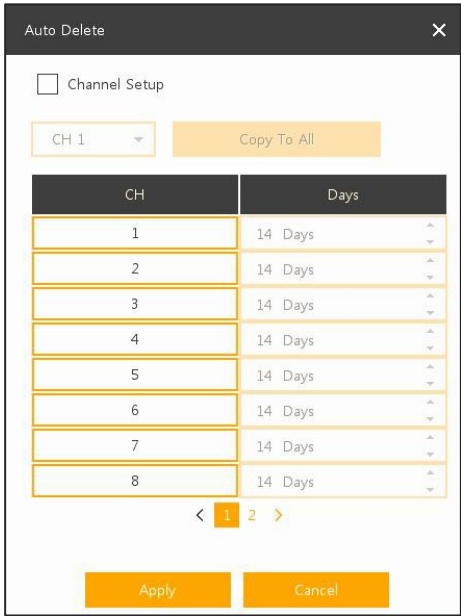 Auto Delete
Channel Setup
CH 1 Copy To All
CH Days
1 14 Days
2 14 Days
3 14 Days
4 14 Days
5 14 Days
6 14 Days
7 14 Days
8 14 Days
< 1 2 >
Apply Cancel